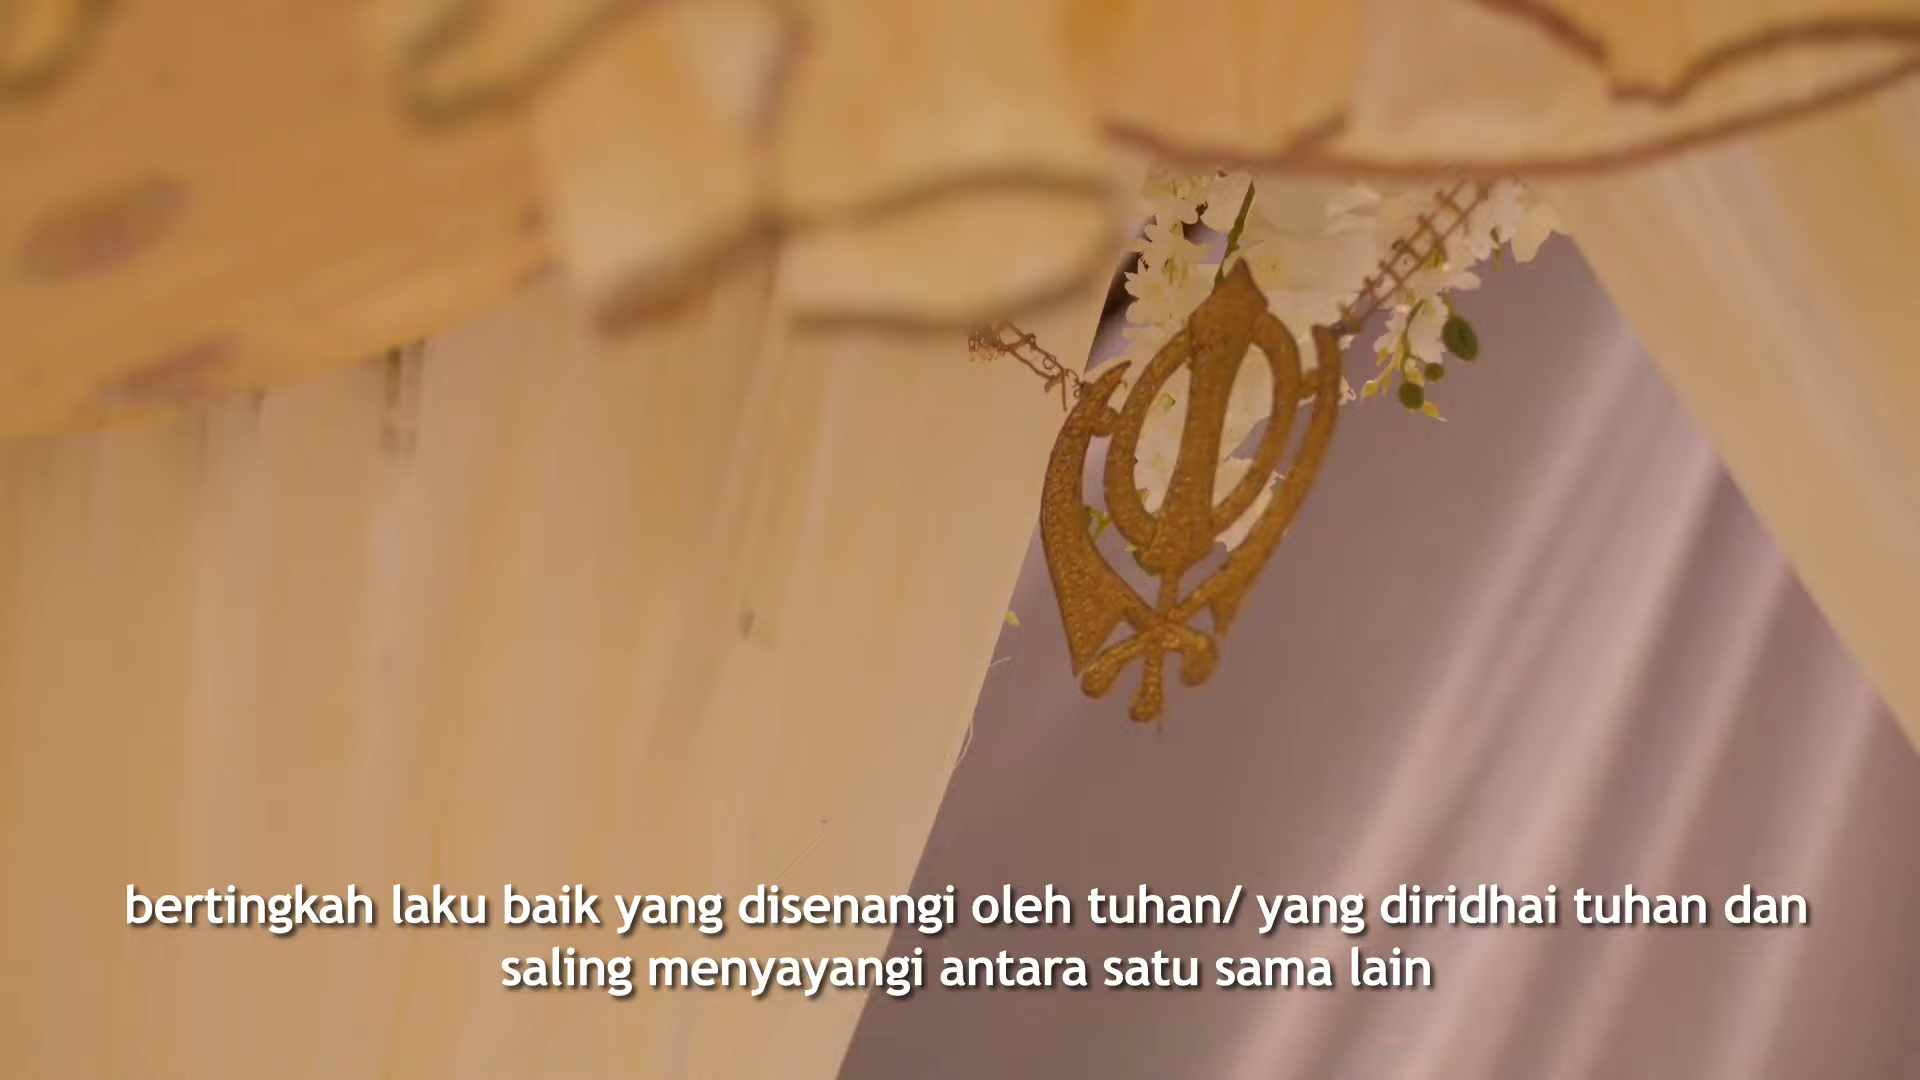 bertingkah laku baik yang disenangi oleh tuhan/ yang diridhai tuhan dan
saling menyayangi antara satu sama lain